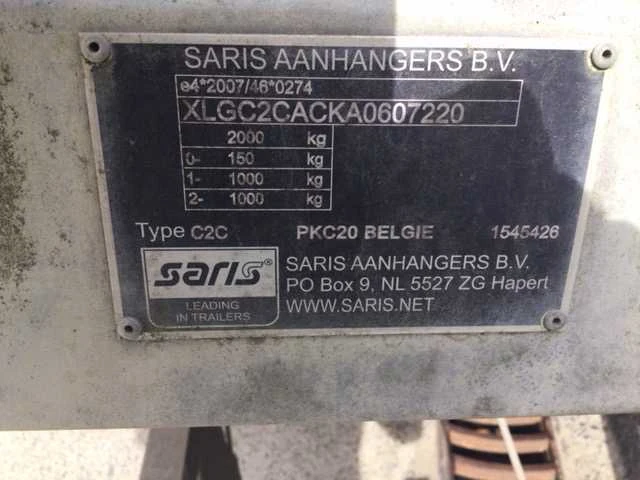 SARIS AANHANGERS B.V.
e4*2007/46*0274
XLGC2CACKA0607220
2000 kg
0- 150 kg
1- 1000 kg
2- 1000 kg
Type C2C PKC20 BELGIE 1545426
saris®
LEADING
IN TRAILERS
SARIS AANHANGERS B.V.
PO Box 9, NL 5527 ZG Hapert
WWW.SARIS.NET